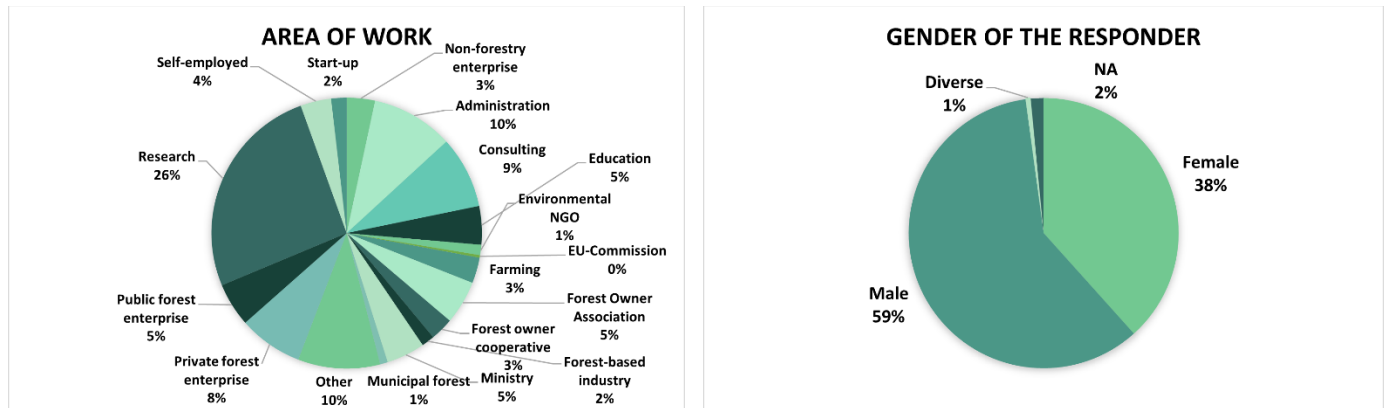 AREA OF WORK
Non-forestry
enterprise
3%
Administration
10%
Consulting
9%
Education
5%
Environmental
NGO
1%
EU-Commission
0%
Farming
3%
Forest Owner
Association
5%
Forest owner
cooperative
3%
Forest-based
industry
2%
Ministry
5%
Municipal forest
1%
Other
10%
Private forest
enterprise
8%
Public forest
enterprise
5%
Research
26%
Self-employed
4%
Start-up
2%
GENDER OF THE RESPONDER
NA
2%
Female
38%
Male
59%
Diverse
1%